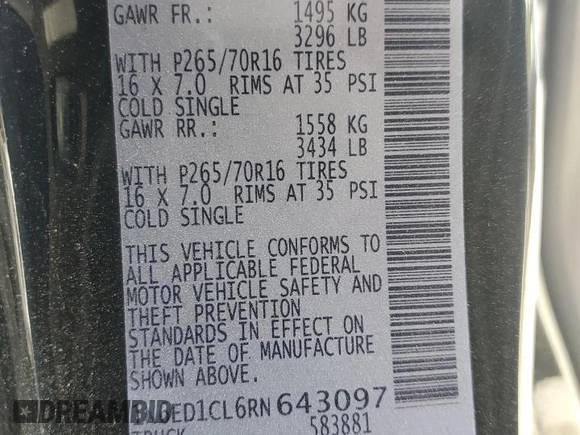 GAWR FR.: 1495 KG
3296 LB
WITH P265/70R16 TIRES
16 X 7.0 RIMS AT 35 PSI
COLD SINGLE
GAWR RR.: 1558 KG
3434 LB
WITH P265/70R16 TIRES
16 X 7.0 RIMS AT 35 PSI
COLD SINGLE
THIS VEHICLE CONFORMS TO
ALL APPLICABLE FEDERAL
MOTOR VEHICLE SAFETY AND
THEFT PREVENTION
STANDARDS IN EFFECT ON
THE DATE OF MANUFACTURE
SHOWN ABOVE.
ED1CL6RN643097
TRUCK 583881
DREAMBID